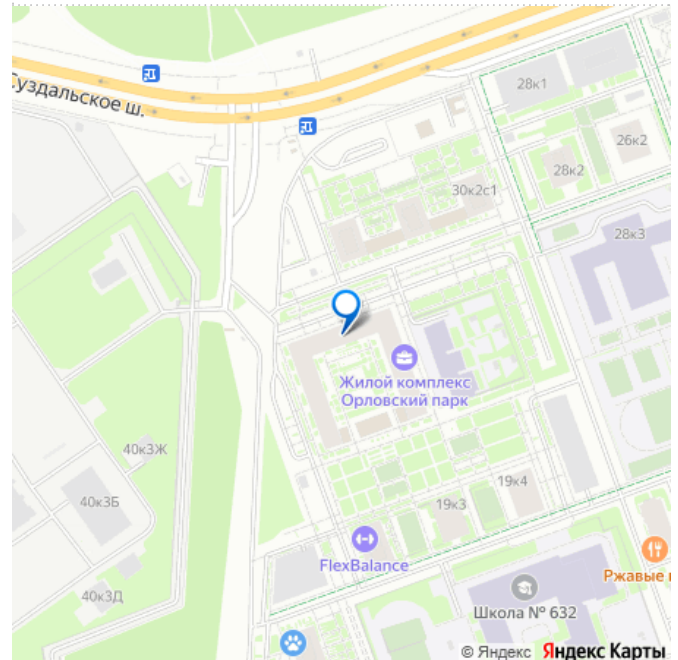 Суздальское ш.
28к1
26к2
28к2
30к2с1
28к3
Жилой комплекс
Орловский парк
40к3Ж
40к3Б
19к4
19к3
FlexBalance
Ржавые
40к3Д
Школа № 632
© Яндекс Яндекс Карты